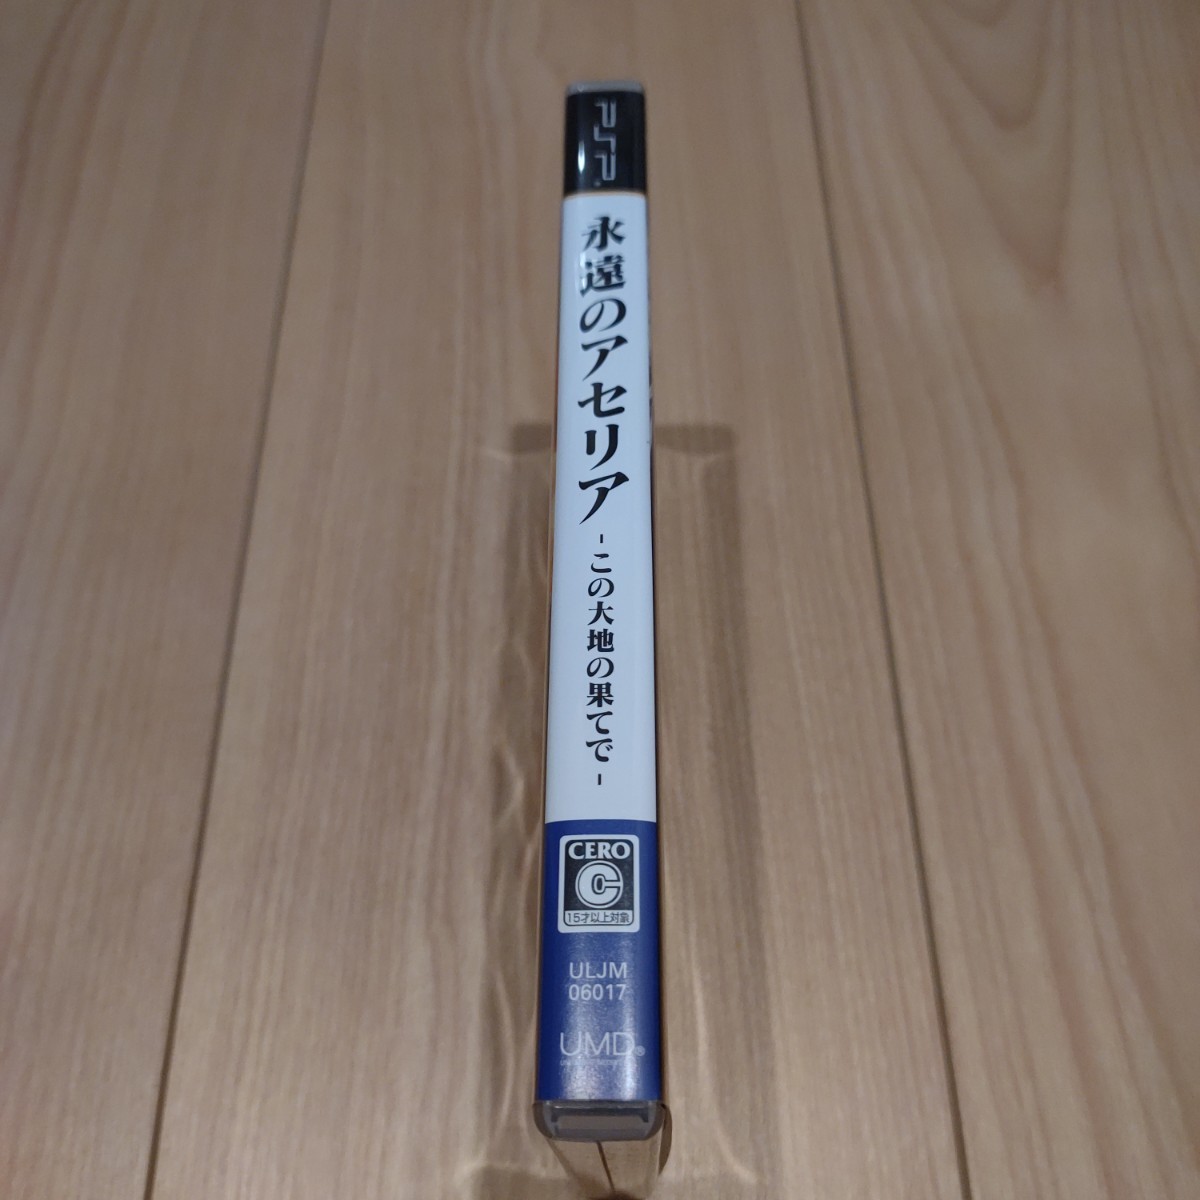 PSP
永遠のアセリア
-この大地の果てで-
CERO
C
15才以上対象
ULJM
06017
UMD®